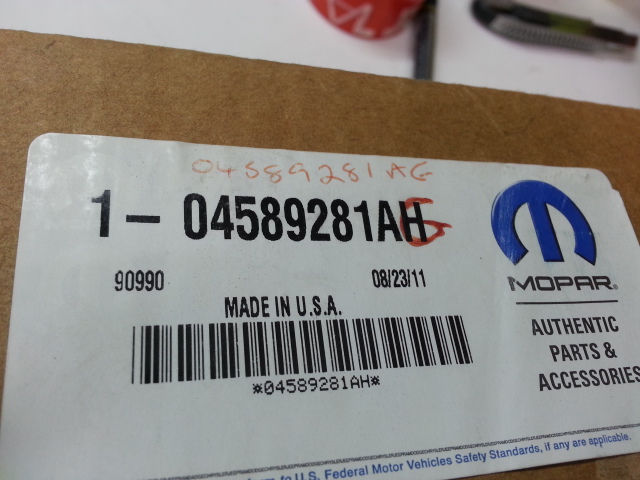 04589281AG
1- 04589281AH
G
90990
08/23/11
MADE IN U.S.A.
*04589281AH*
MOPAR
AUTHENTIC
PARTS &
ACCESSORIES
to U.S. Federal Motor Vehicles Safety Standards, if any are applicable.